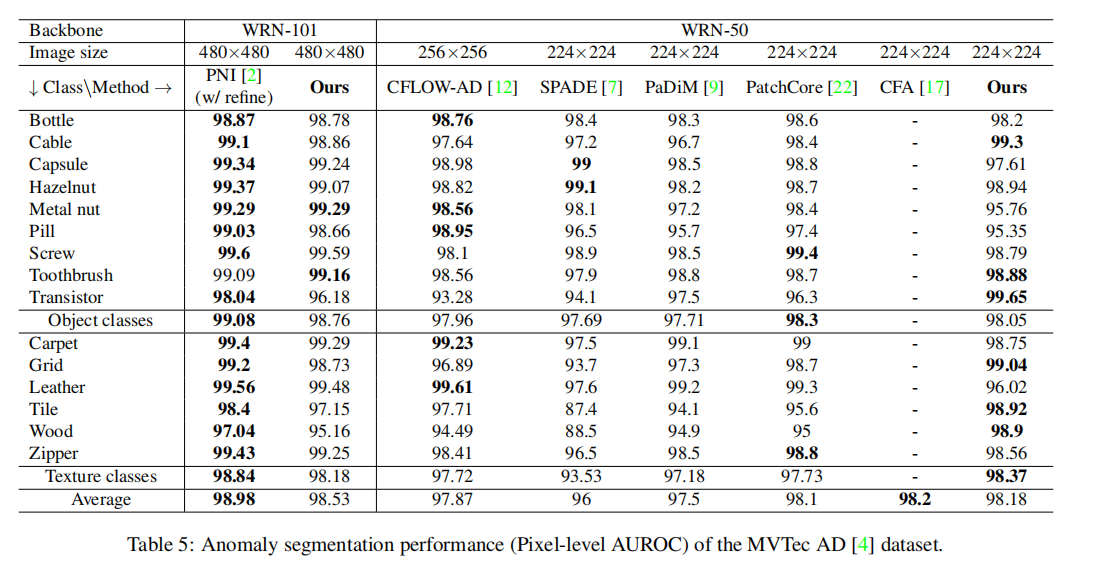 Backbone WRN-101 WRN-50
Image size 480×480 480×480 256×256 224×224 224×224 224×224 224×224 224×224
↓ Class\Method → PNI [2] (w/ refine) Ours CFLOW-AD [12] SPADE [7] PaDiM [9] PatchCore [22] CFA [17] Ours
Bottle 98.87 98.78 98.76 98.4 98.3 98.6 - 98.2
Cable 99.1 98.86 97.64 97.2 96.7 98.4 - 99.3
Capsule 99.34 99.24 98.98 99 98.5 98.8 - 97.61
Hazelnut 99.37 99.07 98.82 99.1 98.2 98.7 - 98.94
Metal nut 99.29 99.29 98.56 98.1 97.2 98.4 - 95.76
Pill 99.03 98.66 98.95 96.5 95.7 97.4 - 95.35
Screw 99.6 99.59 98.1 98.9 98.5 99.4 - 98.79
Toothbrush 99.09 99.16 98.56 97.9 98.8 98.7 - 98.88
Transistor 98.04 96.18 93.28 94.1 97.5 96.3 - 99.65
Object classes 99.08 98.76 97.96 97.69 97.71 98.3 - 98.05
Carpet 99.4 99.29 99.23 97.5 99.1 99 - 98.75
Grid 99.2 98.73 96.89 93.7 97.3 98.7 - 99.04
Leather 99.56 99.48 99.61 97.6 99.2 99.3 - 96.02
Tile 98.4 97.15 97.71 87.4 94.1 95.6 - 98.92
Wood 97.04 95.16 94.49 88.5 94.9 95 - 98.9
Zipper 99.43 99.25 98.41 96.5 98.5 98.8 - 98.56
Texture classes 98.84 98.18 97.72 93.53 97.18 97.73 - 98.37
Average 98.98 98.53 97.87 96 97.5 98.1 98.2 98.18
Table 5: Anomaly segmentation performance (Pixel-level AUROC) of the MVTec AD [4] dataset.